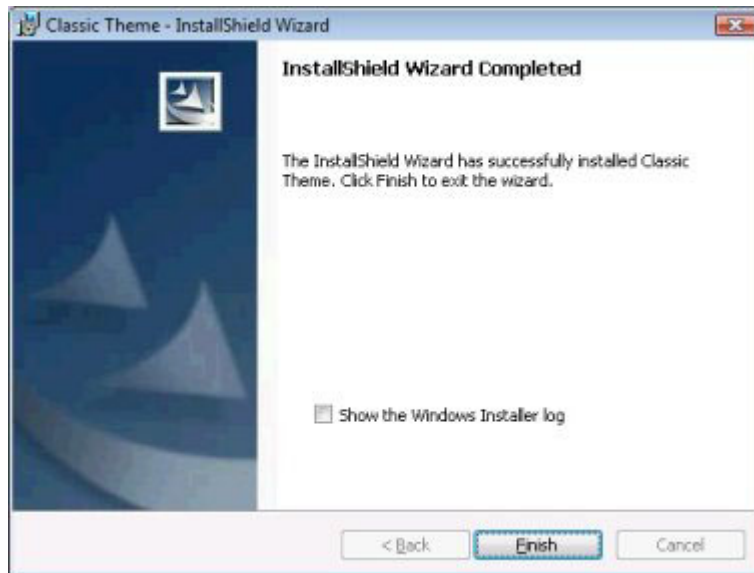 Classic Theme - InstallShield Wizard
InstallShield Wizard Completed
The InstallShield Wizard has successfully installed Classic
Theme. Click Finish to exit the wizard.
Show the Windows Installer log
< Back
Finish
Cancel